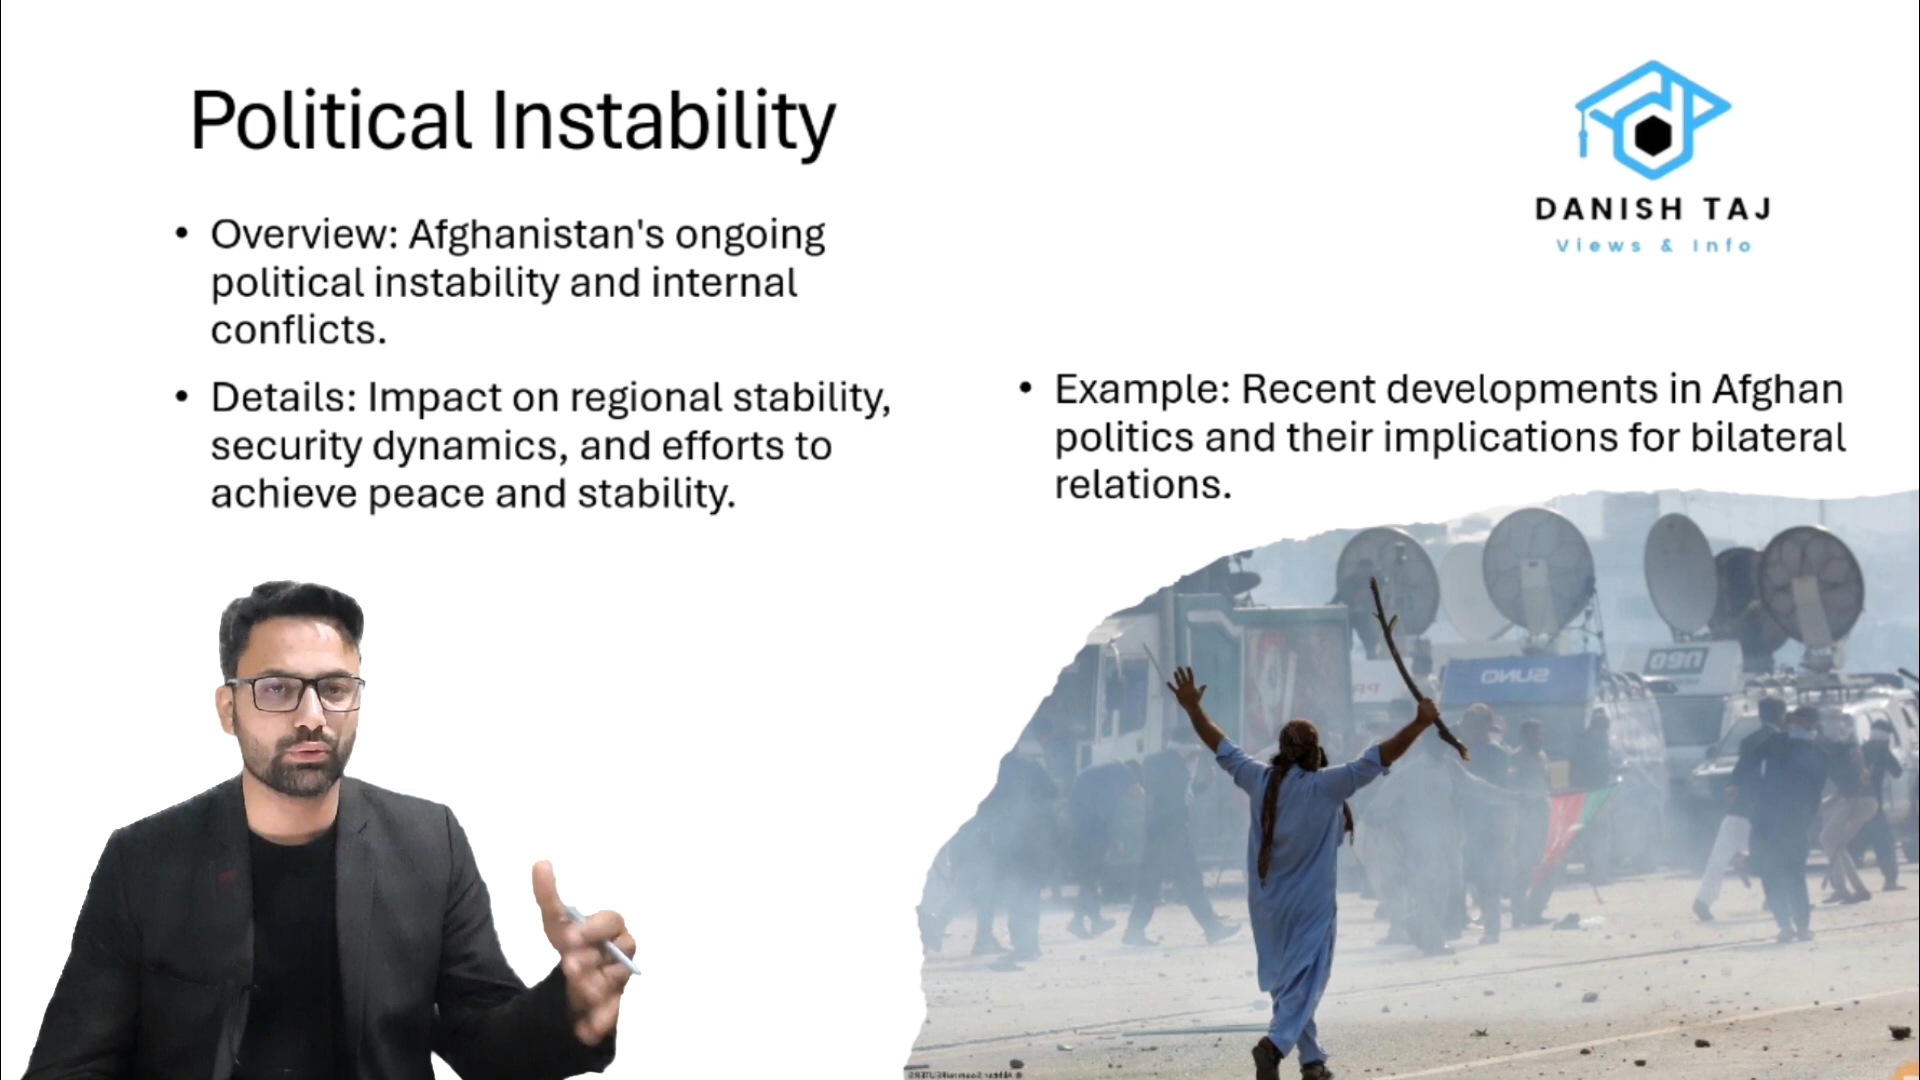 Political Instability
• Overview: Afghanistan's ongoing
political instability and internal
conflicts.
• Details: Impact on regional stability,
security dynamics, and efforts to
achieve peace and stability.
DANISH TAJ
Views & Info
• Example: Recent developments in Afghan
politics and their implications for bilateral
relations.
SUNO
neo